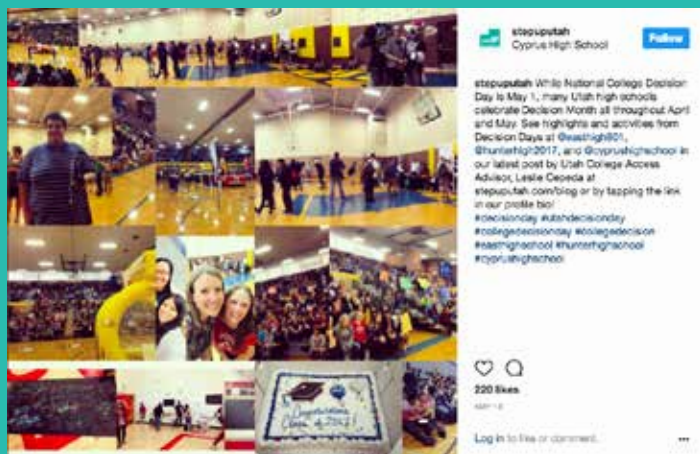 stepuputah
Cyprus High School
Follow
stepuputah While National College Decision
Day is May 1, many Utah high schools
celebrate Decision Month all throughout April
and May. See highlights and activities from
Decision Days at @easthigh801,
@hunterhigh2017, and @cyprushighschool in
our latest post by Utah College Access
Advisor, Leslie Cepeda at
stepuputah.com/blog or by tapping the link
in our profile bio!
#decisionday #utahdecisionday
#collegedecisionday #collegedecision
#easthighschool #hunterhighschool
#cyprushighschool
220 likes
MAY
Log in to like or comment.
Congratulations
Class of 2017!